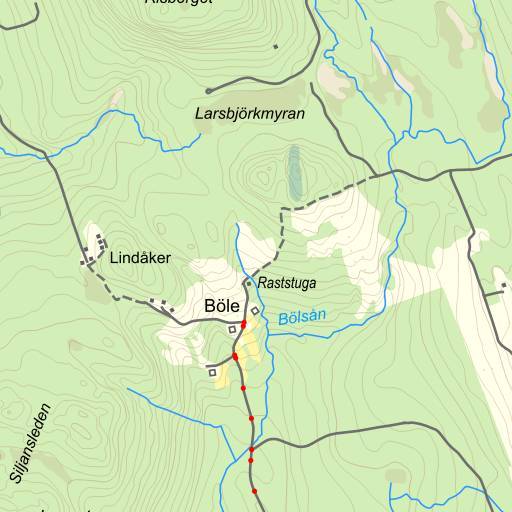 Larsbjörkmyran
Lindåker
Raststuga
Böle
Bölsån
Siljansleden